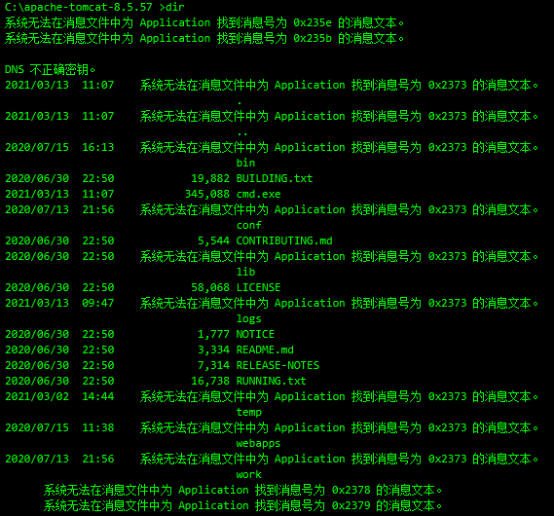 C:\apache-tomcat-8.5.57 >dir
系统无法在消息文件中为 Application 找到消息号为 0x235e 的消息文本。
系统无法在消息文件中为 Application 找到消息号为 0x235b 的消息文本。
DNS 不正确密钥。
2021/03/13 11:07 系统无法在消息文件中为 Application 找到消息号为 0x2373 的消息文本。
.
2021/03/13 11:07 系统无法在消息文件中为 Application 找到消息号为 0x2373 的消息文本。
..
2020/07/15 16:13 系统无法在消息文件中为 Application 找到消息号为 0x2373 的消息文本。
bin
2020/06/30 22:50 19,882 BUILDING.txt
2021/03/13 11:07 345,088 cmd.exe
2020/07/13 21:56 系统无法在消息文件中为 Application 找到消息号为 0x2373 的消息文本。
conf
2020/06/30 22:50 5,544 CONTRIBUTING.md
2020/06/30 22:50 系统无法在消息文件中为 Application 找到消息号为 0x2373 的消息文本。
lib
2020/06/30 22:50 58,068 LICENSE
2021/03/13 09:47 系统无法在消息文件中为 Application 找到消息号为 0x2373 的消息文本。
logs
2020/06/30 22:50 1,777 NOTICE
2020/06/30 22:50 3,334 README.md
2020/06/30 22:50 7,314 RELEASE-NOTES
2020/06/30 22:50 16,738 RUNNING.txt
2021/03/02 14:44 系统无法在消息文件中为 Application 找到消息号为 0x2373 的消息文本。
temp
2020/07/15 11:38 系统无法在消息文件中为 Application 找到消息号为 0x2373 的消息文本。
webapps
2020/07/13 21:56 系统无法在消息文件中为 Application 找到消息号为 0x2373 的消息文本。
work
系统无法在消息文件中为 Application 找到消息号为 0x2378 的消息文本。
系统无法在消息文件中为 Application 找到消息号为 0x2379 的消息文本。